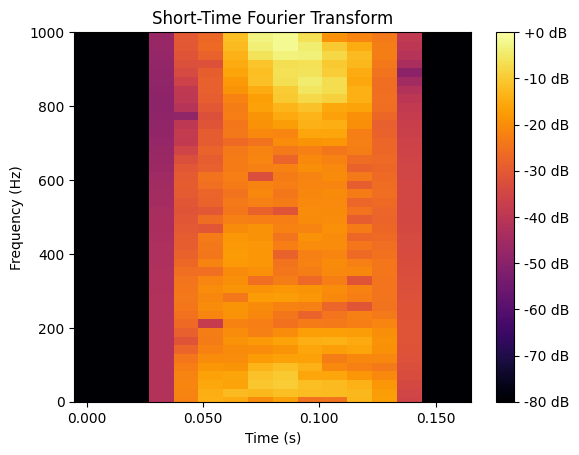 Short-Time Fourier Transform
1000
800
600
400
200
0
Frequency (Hz)
0.000
0.050
0.100
0.150
Time (s)
+0 dB
-10 dB
-20 dB
-30 dB
-40 dB
-50 dB
-60 dB
-70 dB
-80 dB